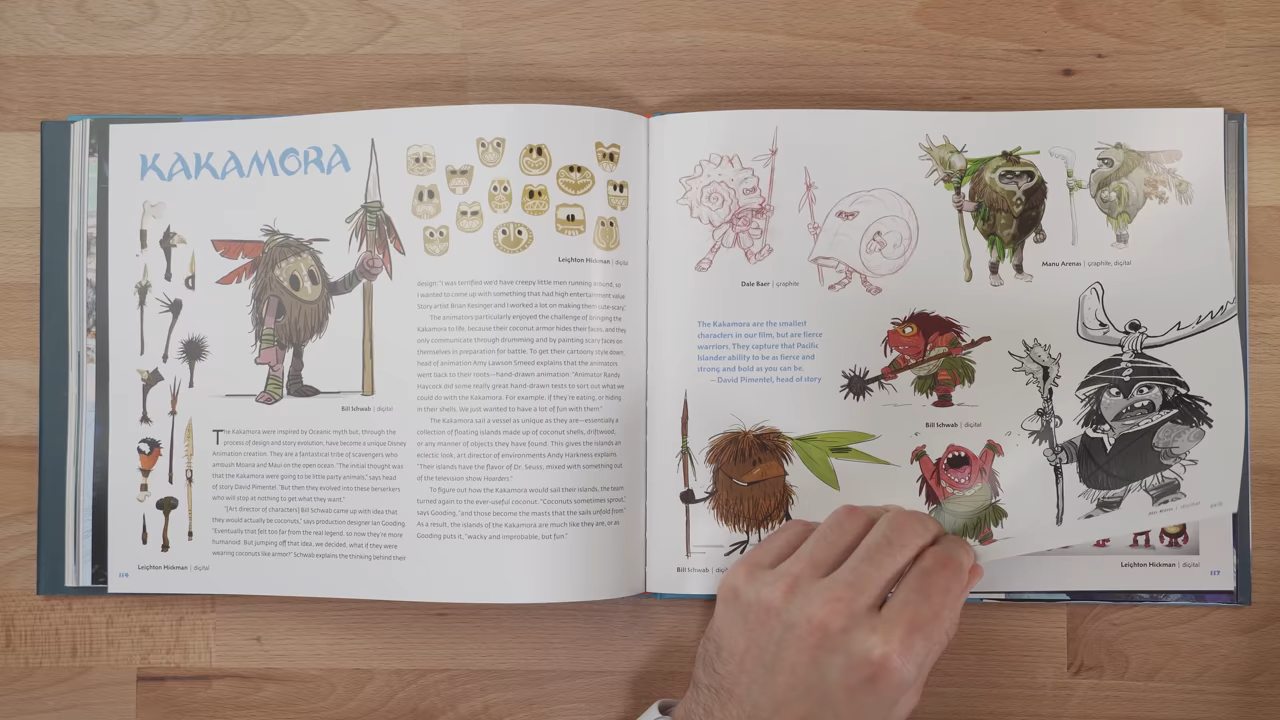 KAKAMORA
Leighton Hickman | digital
Bill Schwab | digital
The Kakamora were inspired by Oceanic myth but, through the
process of design and story evolution, have become a unique Disney
Animation creation. They are a fantastical tribe of scavengers who
ambush Moana and Maui on the open ocean. "The initial thought was
that the Kakamora were going to be little party animals," says head
of story David Pimentel. "But then they evolved into these berserkers
who will stop at nothing to get what they want."
"[Art director of characters] Bill Schwab came up with idea that
they would actually be coconuts," says production designer Ian Gooding.
"Eventually that felt too far from the real legend, so now they're more
humanoid. But jumping off that idea, we decided, what if they were
wearing coconuts like armor?" Schwab explains the thinking behind their
Leighton Hickman | digital
114
design: "I was terrified we'd have creepy little men running around, so
I wanted to come up with something that had high entertainment value.
Story artist Brian Kesinger and I worked a lot on making them cute-scary."
The animators particularly enjoyed the challenge of bringing the
Kakamora to life, because their coconut armor hides their faces, and they
only communicate through drumming and by painting scary faces on
themselves in preparation for battle. To get their cartoony style down,
head of animation Amy Lawson Smeed explains that the animators
went back to their roots—hand-drawn animation. "Animator Randy
Haycock did some really great hand-drawn tests to sort out what we
could do with the Kakamora. For example, if they're eating, or hiding
in their shells. We just wanted to have a lot of fun with them."
The Kakamora sail a vessel as unique as they are—essentially a
collection of floating islands made up of coconut shells, driftwood,
or any manner of objects they have found. This gives the islands an
eclectic look, art director of environments Andy Harkness explains.
"Their islands have the flavor of Dr. Seuss, mixed with something out
of the television show Hoarders."
To figure out how the Kakamora would sail their islands, the team
turned again to the ever-useful coconut. "Coconuts sometimes sprout,"
says Gooding, "and those become the masts that the sails unfold from."
As a result, the islands of the Kakamora are much like they are, or as
Gooding puts it, "wacky and improbable, but fun."
Dale Baer | graphite
Manu Arenas | graphite, digital
The Kakamora are the smallest
characters in our film, but are fierce
warriors. They capture that Pacific
Islander ability to be as fierce and
strong and bold as you can be.
—David Pimentel, head of story
Bill Schwab | digital
Bill Schwab |
Leighton Hickman | digital
117